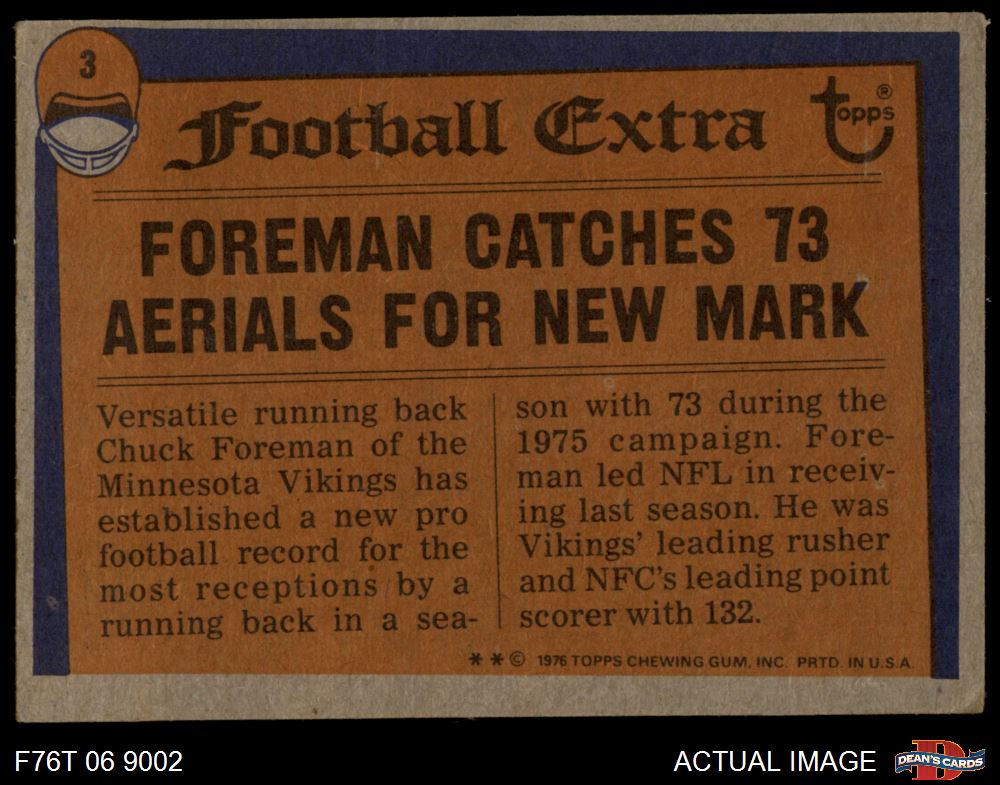 3
Football Extra
topps ®
FOREMAN CATCHES 73
AERIALS FOR NEW MARK
Versatile running back
Chuck Foreman of the
Minnesota Vikings has
established a new pro
football record for the
most receptions by a
running back in a sea-
son with 73 during the
1975 campaign. Fore-
man led NFL in receiv-
ing last season. He was
Vikings' leading rusher
and NFC's leading point
scorer with 132.
* * © 1976 TOPPS CHEWING GUM, INC. PRTD. IN U.S.A.
F76T 06 9002
ACTUAL IMAGE
DEAN'S CARDS